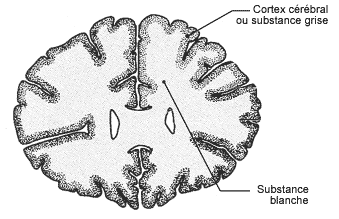 Cortex cérébral
ou substance grise
Substance
blanche